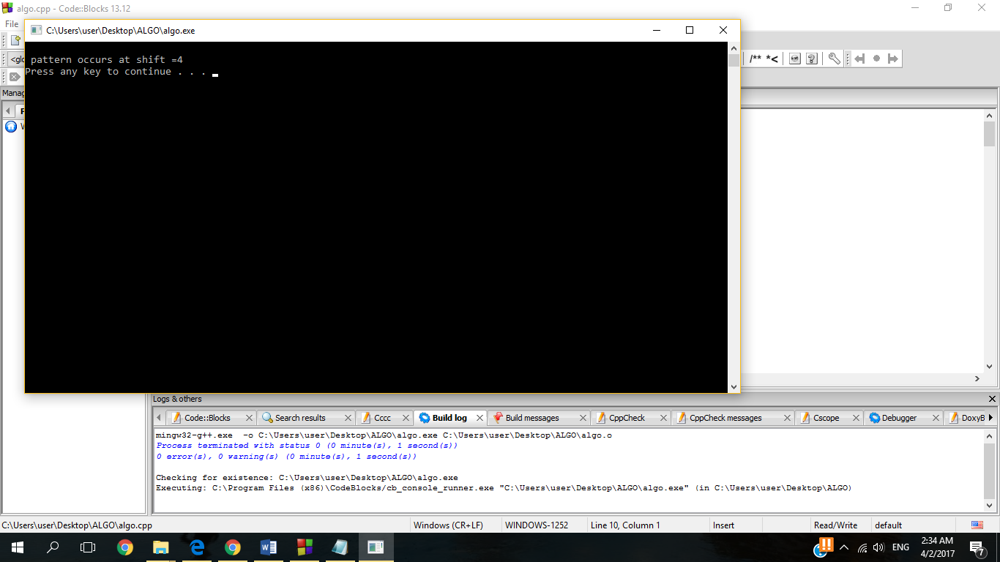 algo.cpp - Code::Blocks 13.12
File
C:\Users\user\Desktop\ALGO\algo.exe
<glo
/** *<
pattern occurs at shift =4
Press any key to continue . . .
Manag
P
W
Logs & others
Code::Blocks
Search results
Cccc
Build log
Build messages
CppCheck
CppCheck messages
Cscope
Debugger
DoxyB
mingw32-g++.exe  -o C:\Users\user\Desktop\ALGO\algo.exe C:\Users\user\Desktop\ALGO\algo.o
Process terminated with status 0 (0 minute(s), 1 second(s))
0 error(s), 0 warning(s) (0 minute(s), 1 second(s))
Checking for existence: C:\Users\user\Desktop\ALGO\algo.exe
Executing: C:\Program Files (x86)\CodeBlocks/cb_console_runner.exe "C:\Users\user\Desktop\ALGO\algo.exe" (in C:\Users\user\Desktop\ALGO)
C:\Users\user\Desktop\ALGO\algo.cpp
Windows (CR+LF)
WINDOWS-1252
Line 10, Column 1
Insert
Read/Write
default
ENG
2:34 AM
4/2/2017
7